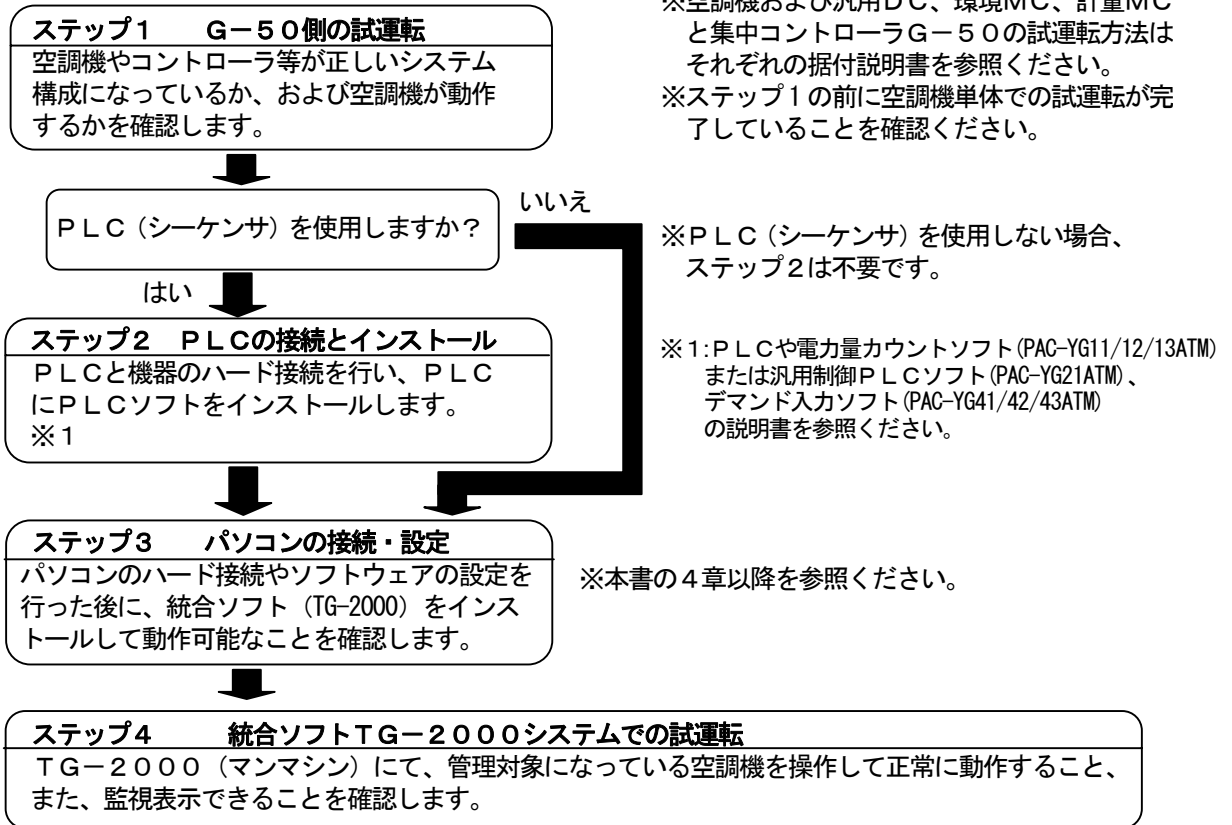 ※空調機および汎用DC、環境MC、計量MC
と集中コントローラG-50の試運転方法は
それぞれの据付説明書を参照ください。
※ステップ1の前に空調機単体での試運転が完
了していることを確認ください。
ステップ1 G-50側の試運転
空調機やコントローラ等が正しいシステム
構成になっているか、および空調機が動作
するかを確認します。
PLC(シーケンサ)を使用しますか?
いいえ
はい
※PLC(シーケンサ)を使用しない場合、
ステップ2は不要です。
ステップ2 PLCの接続とインストール
PLCと機器のハード接続を行い、PLC
にPLCソフトをインストールします。
※1
※1:PLCや電力量カウントソフト(PAC-YG11/12/13ATM)
または汎用制御PLCソフト(PAC-YG21ATM)、
デマンド入力ソフト(PAC-YG41/42/43ATM)
の説明書を参照ください。
ステップ3 パソコンの接続・設定
パソコンのハード接続やソフトウェアの設定を
行った後に、統合ソフト(TG-2000)をインス
トールして動作可能なことを確認します。
※本書の4章以降を参照ください。
ステップ4 統合ソフトTG-2000システムでの試運転
TG-2000(マンマシン)にて、管理対象になっている空調機を操作して正常に動作すること、
また、監視表示できることを確認します。